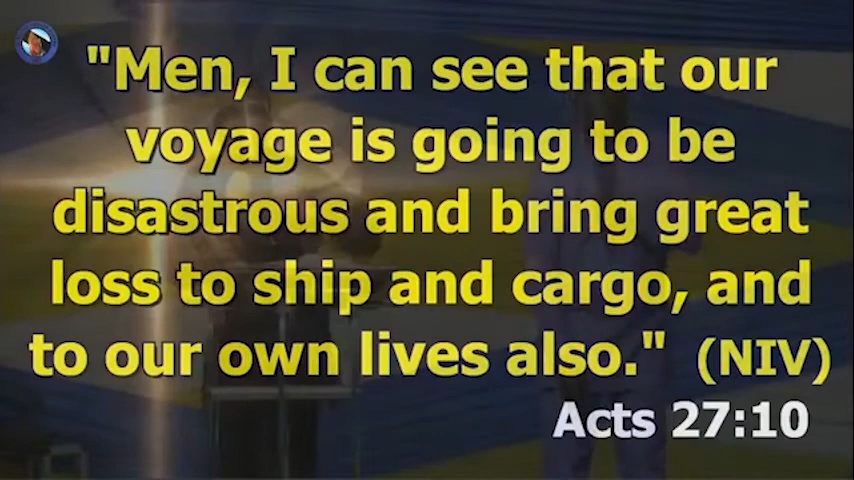 "Men, I can see that our
voyage is going to be
disastrous and bring great
loss to ship and cargo, and
to our own lives also." (NIV)
Acts 27:10